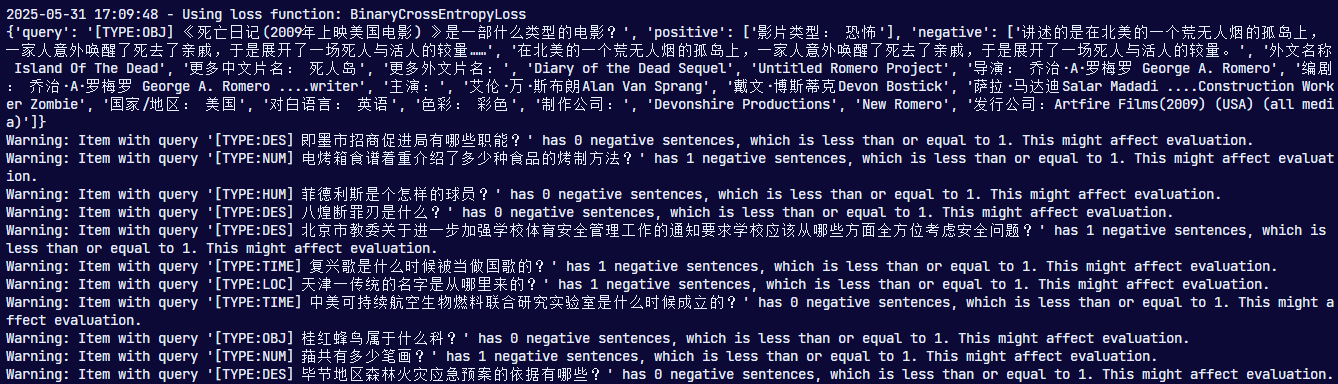 2025-05-31 17:09:48 - Using loss function: BinaryCrossEntropyLoss
{'query': '[TYPE:OBJ] 《死亡日记(2009年上映美国电影)》是一部什么类型的电影？', 'positive': ['影片类型： 恐怖'], 'negative': ['讲述的是在北美的一个荒无人烟的孤岛上，
一家人意外唤醒了死去了亲戚，于是展开了一场死人与活人的较量……', '在北美的一个荒无人烟的孤岛上，一家人意外唤醒了死去了亲戚，于是展开了一场死人与活人的较量。', '外文名称
 Island Of The Dead', '更多中文片名： 死人岛', '更多外文片名：', 'Diary of the Dead Sequel', 'Untitled Romero Project', '导演： 乔治·A·罗梅罗 George A. Romero', '编剧
： 乔治·A·罗梅罗 George A. Romero ....writer', '主演：', '艾伦·万·斯布朗Alan Van Sprang', '戴文·博斯蒂克Devon Bostick', '萨拉·马达迪Salar Madadi ....Construction Work
er Zombie', '国家/地区： 美国', '对白语言： 英语', '色彩： 彩色', '制作公司：', 'Devonshire Productions', 'New Romero', '发行公司：Artfire Films(2009) (USA) (all medi
a)']}
Warning: Item with query '[TYPE:DES] 即墨市招商促进局有哪些职能？' has 0 negative sentences, which is less than or equal to 1. This might affect evaluation.
Warning: Item with query '[TYPE:NUM] 电烤箱食谱着重介绍了多少种食品的烤制方法？' has 1 negative sentences, which is less than or equal to 1. This might affect evaluat
ion.
Warning: Item with query '[TYPE:HUM] 菲德利斯是个怎样的球员？' has 0 negative sentences, which is less than or equal to 1. This might affect evaluation.
Warning: Item with query '[TYPE:DES] 八煌断罪刃是什么？' has 0 negative sentences, which is less than or equal to 1. This might affect evaluation.
Warning: Item with query '[TYPE:DES] 北京市教委关于进一步加强学校体育安全管理工作的通知要求学校应该从哪些方面全方位考虑安全问题？' has 1 negative sentences, which is
less than or equal to 1. This might affect evaluation.
Warning: Item with query '[TYPE:TIME] 复兴歌是什么时候被当做国歌的？' has 1 negative sentences, which is less than or equal to 1. This might affect evaluation.
Warning: Item with query '[TYPE:LOC] 天津一传统的名字是从哪里来的？' has 1 negative sentences, which is less than or equal to 1. This might affect evaluation.
Warning: Item with query '[TYPE:TIME] 中美可持续航空生物燃料联合研究实验室是什么时候成立的？' has 0 negative sentences, which is less than or equal to 1. This might a
ffect evaluation.
Warning: Item with query '[TYPE:OBJ] 桂红蜂鸟属于什么科？' has 0 negative sentences, which is less than or equal to 1. This might affect evaluation.
Warning: Item with query '[TYPE:NUM] 共有多少笔画？' has 1 negative sentences, which is less than or equal to 1. This might affect evaluation.
Warning: Item with query '[TYPE:DES] 毕节地区森林火灾应急预案的依据有哪些？' has 0 negative sentences, which is less than or equal to 1. This might affect evaluation.